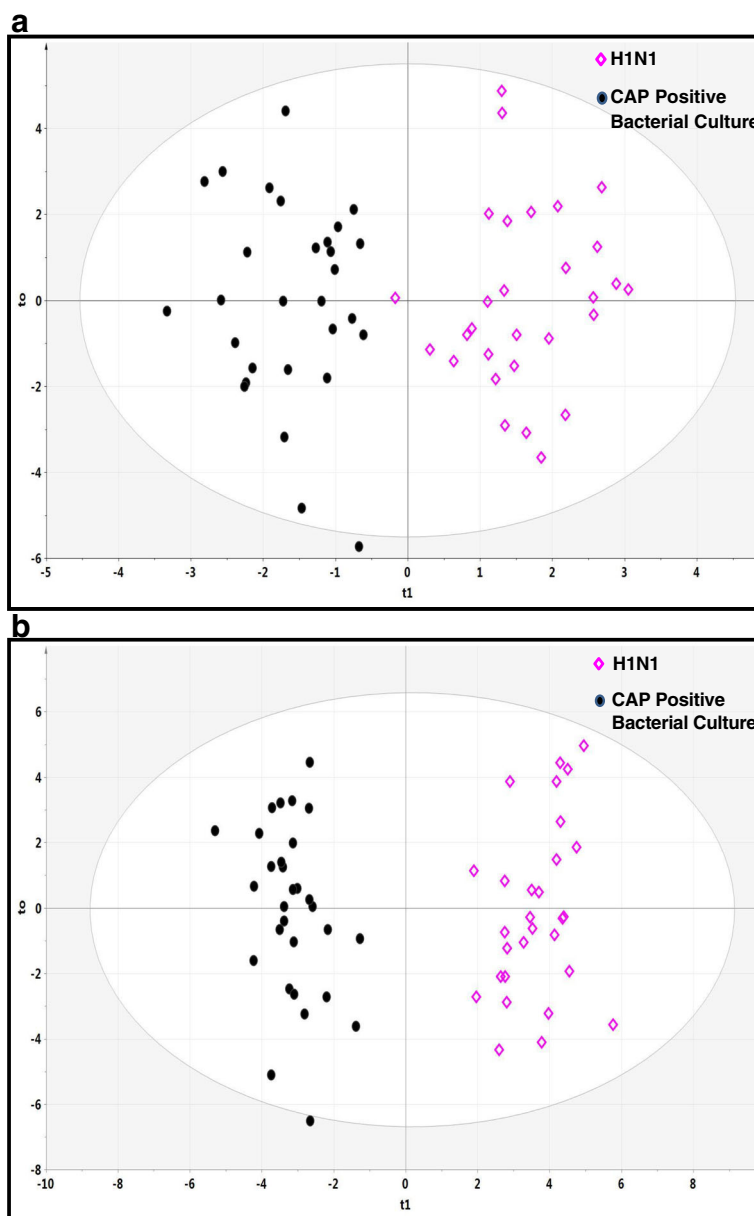 a
H1N1
CAP Positive
Bacterial Culture
4
2
0
-2
-4
-6
to
-5 -4 -3 -2 -1 0 1 2 3 4
t1
b
H1N1
CAP Positive
Bacterial Culture
6
4
2
0
-2
-4
-6
-8
to
-10 -8 -6 -4 -2 0 2 4 6 8
t1